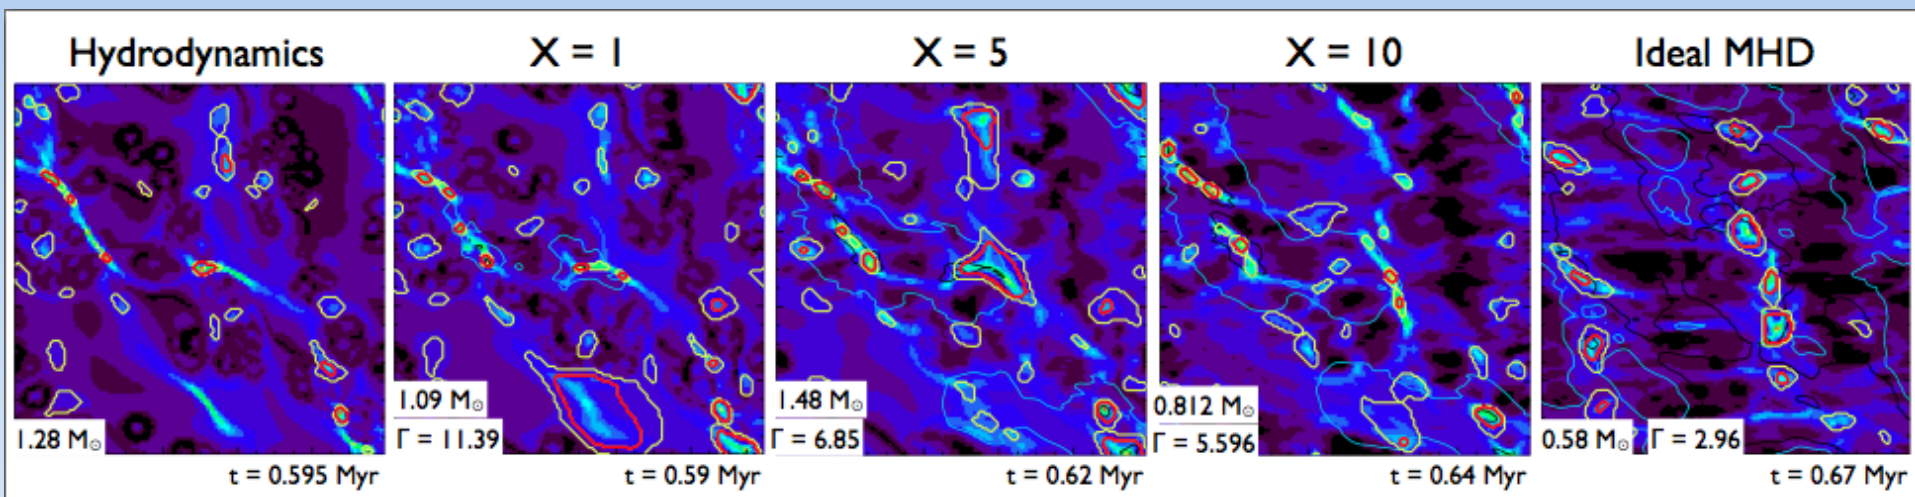 Hydrodynamics
X = 1
X = 5
X = 10
Ideal MHD
1.28 M☉
1.09 M☉
Γ = 11.39
1.48 M☉
Γ = 6.85
0.812 M☉
Γ = 5.596
0.58 M☉
Γ = 2.96
t = 0.595 Myr
t = 0.59 Myr
t = 0.62 Myr
t = 0.64 Myr
t = 0.67 Myr